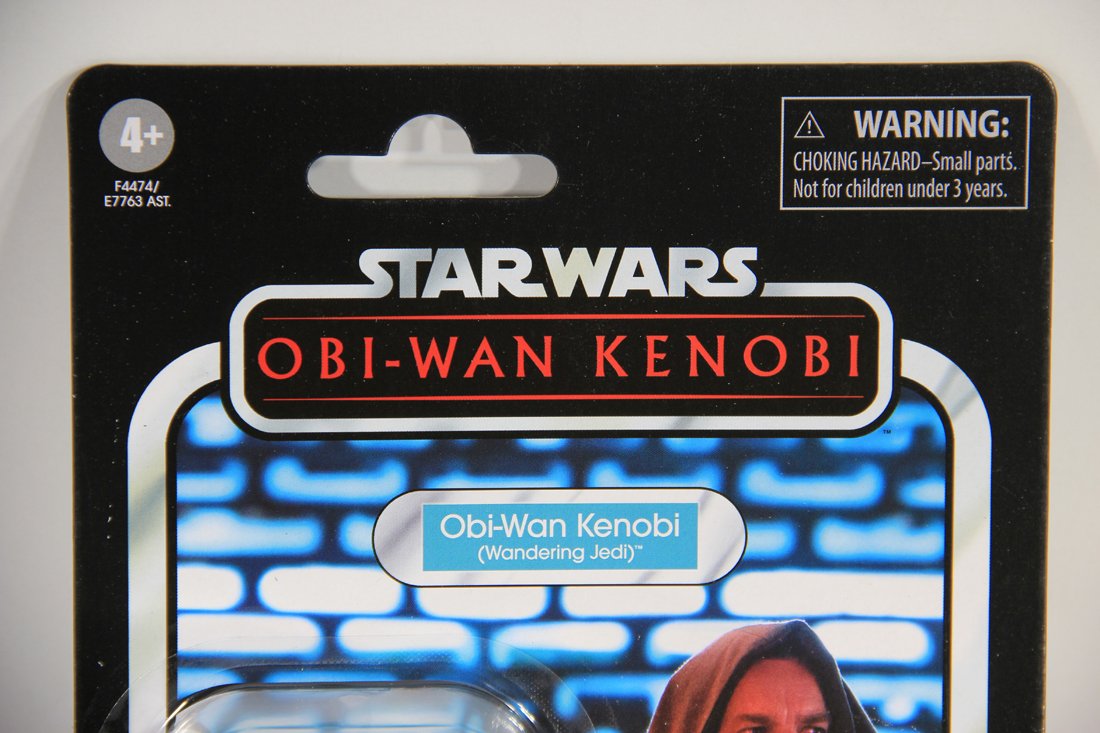 4+
F4474/
E7763 AST.
⚠ WARNING:
CHOKING HAZARD–Small parts.
Not for children under 3 years.
STAR WARS
OBI-WAN KENOBI
™
Obi-Wan Kenobi
(Wandering Jedi)™